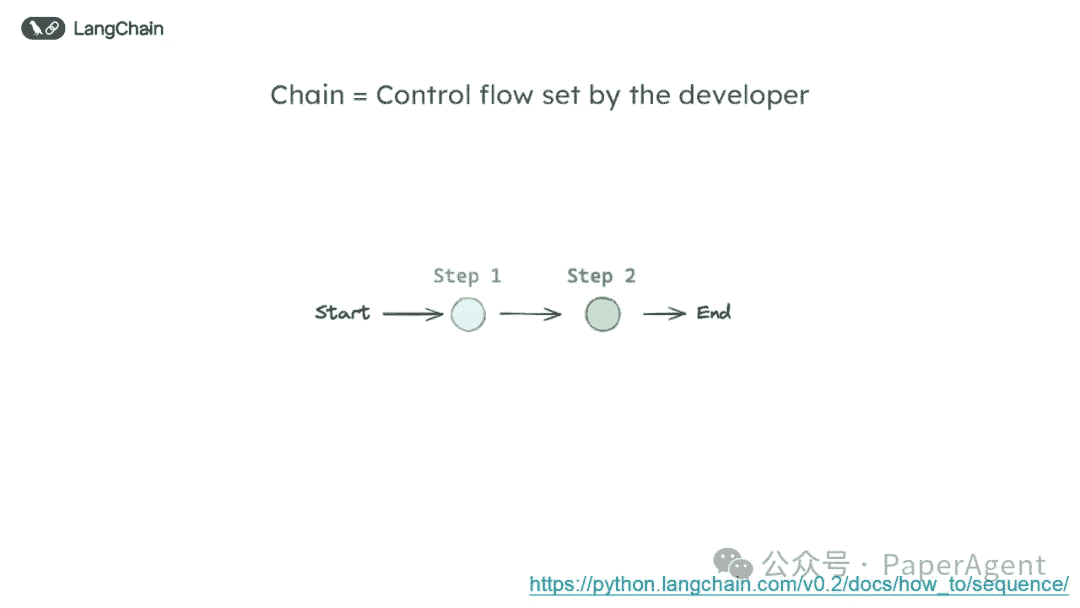 LangChain
Chain = Control flow set by the developer
Step 1 Step 2
Start End
公众号 · PaperAgent
https://python.langchain.com/v0.2/docs/how_to/sequence/